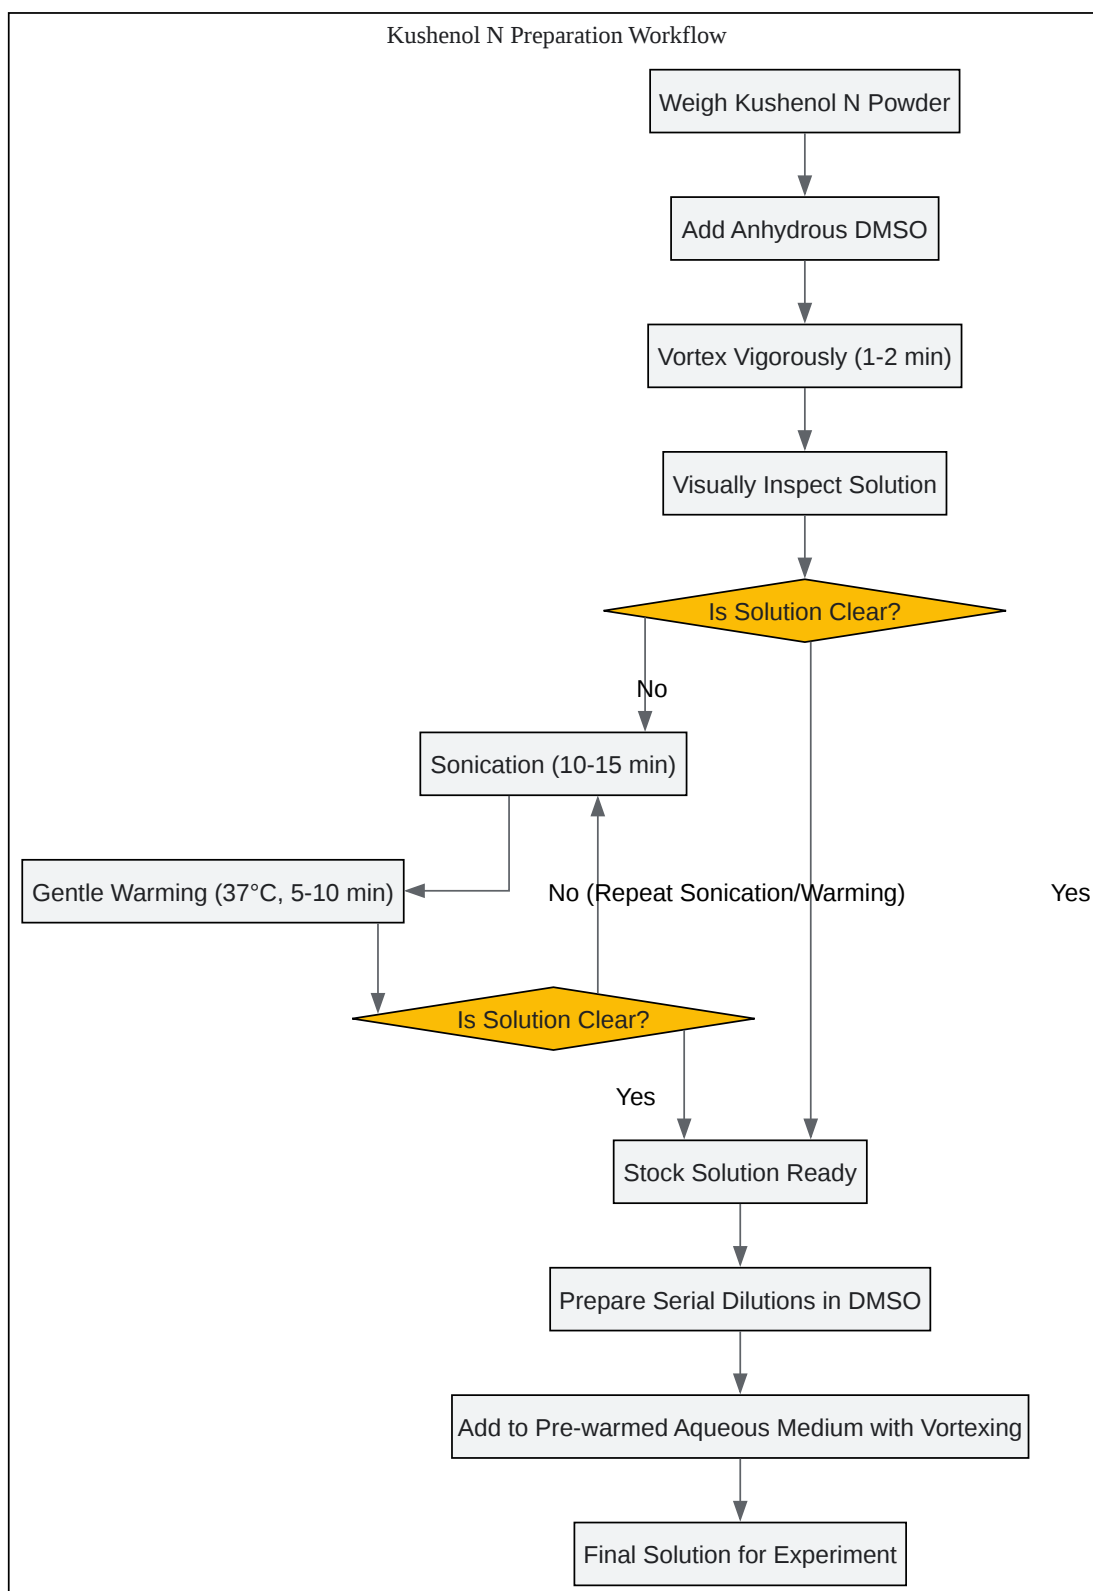 Kushenol N Preparation Workflow
Weigh Kushenol N Powder
Add Anhydrous DMSO
Vortex Vigorously (1-2 min)
Visually Inspect Solution
Is Solution Clear?
No
Sonication (10-15 min)
Gentle Warming (37°C, 5-10 min)
No (Repeat Sonication/Warming)
Yes
Is Solution Clear?
Yes
Stock Solution Ready
Prepare Serial Dilutions in DMSO
Add to Pre-warmed Aqueous Medium with Vortexing
Final Solution for Experiment